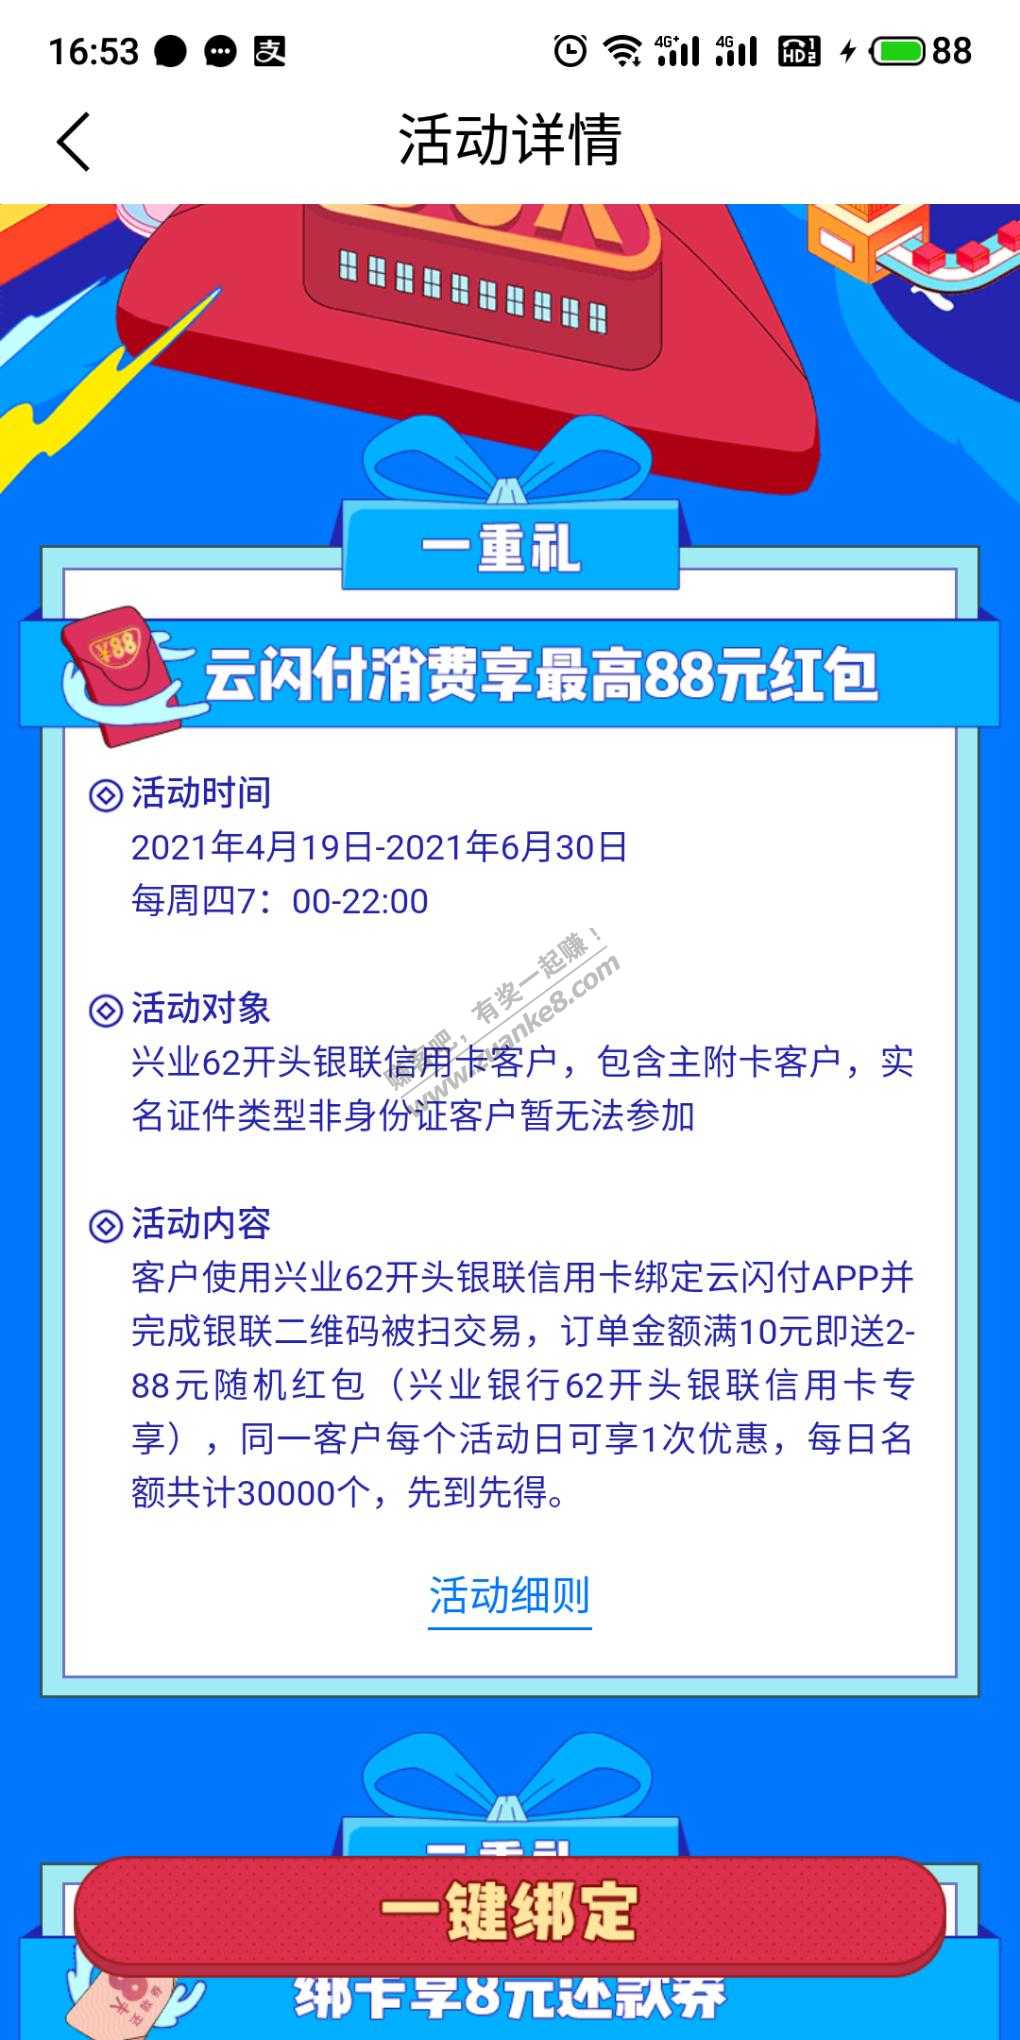 16:53 支 4G+ 4G HD 1 2 88
活动详情
一重礼
¥88
云闪付消费享最高88元红包
活动时间
2021年4月19日-2021年6月30日
每周四7：00-22:00
赚客吧，有奖一起赚！
www.zuanke8.com
活动对象
兴业62开头银联信用卡客户，包含主附卡客户，实
名证件类型非身份证客户暂无法参加
活动内容
客户使用兴业62开头银联信用卡绑定云闪付APP并
完成银联二维码被扫交易，订单金额满10元即送2-
88元随机红包（兴业银行62开头银联信用卡专
享），同一客户每个活动日可享1次优惠，每日名
额共计30000个，先到先得。
活动细则
二重礼
一键绑定
绑卡享8元还款券